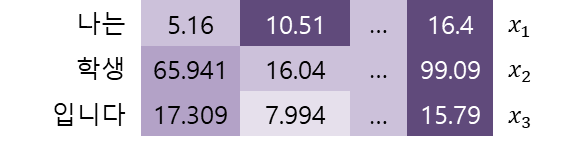 나는 5.16 10.51 ... 16.4 x₁
학생 65.941 16.04 ... 99.09 x₂
입니다 17.309 7.994 ... 15.79 x₃